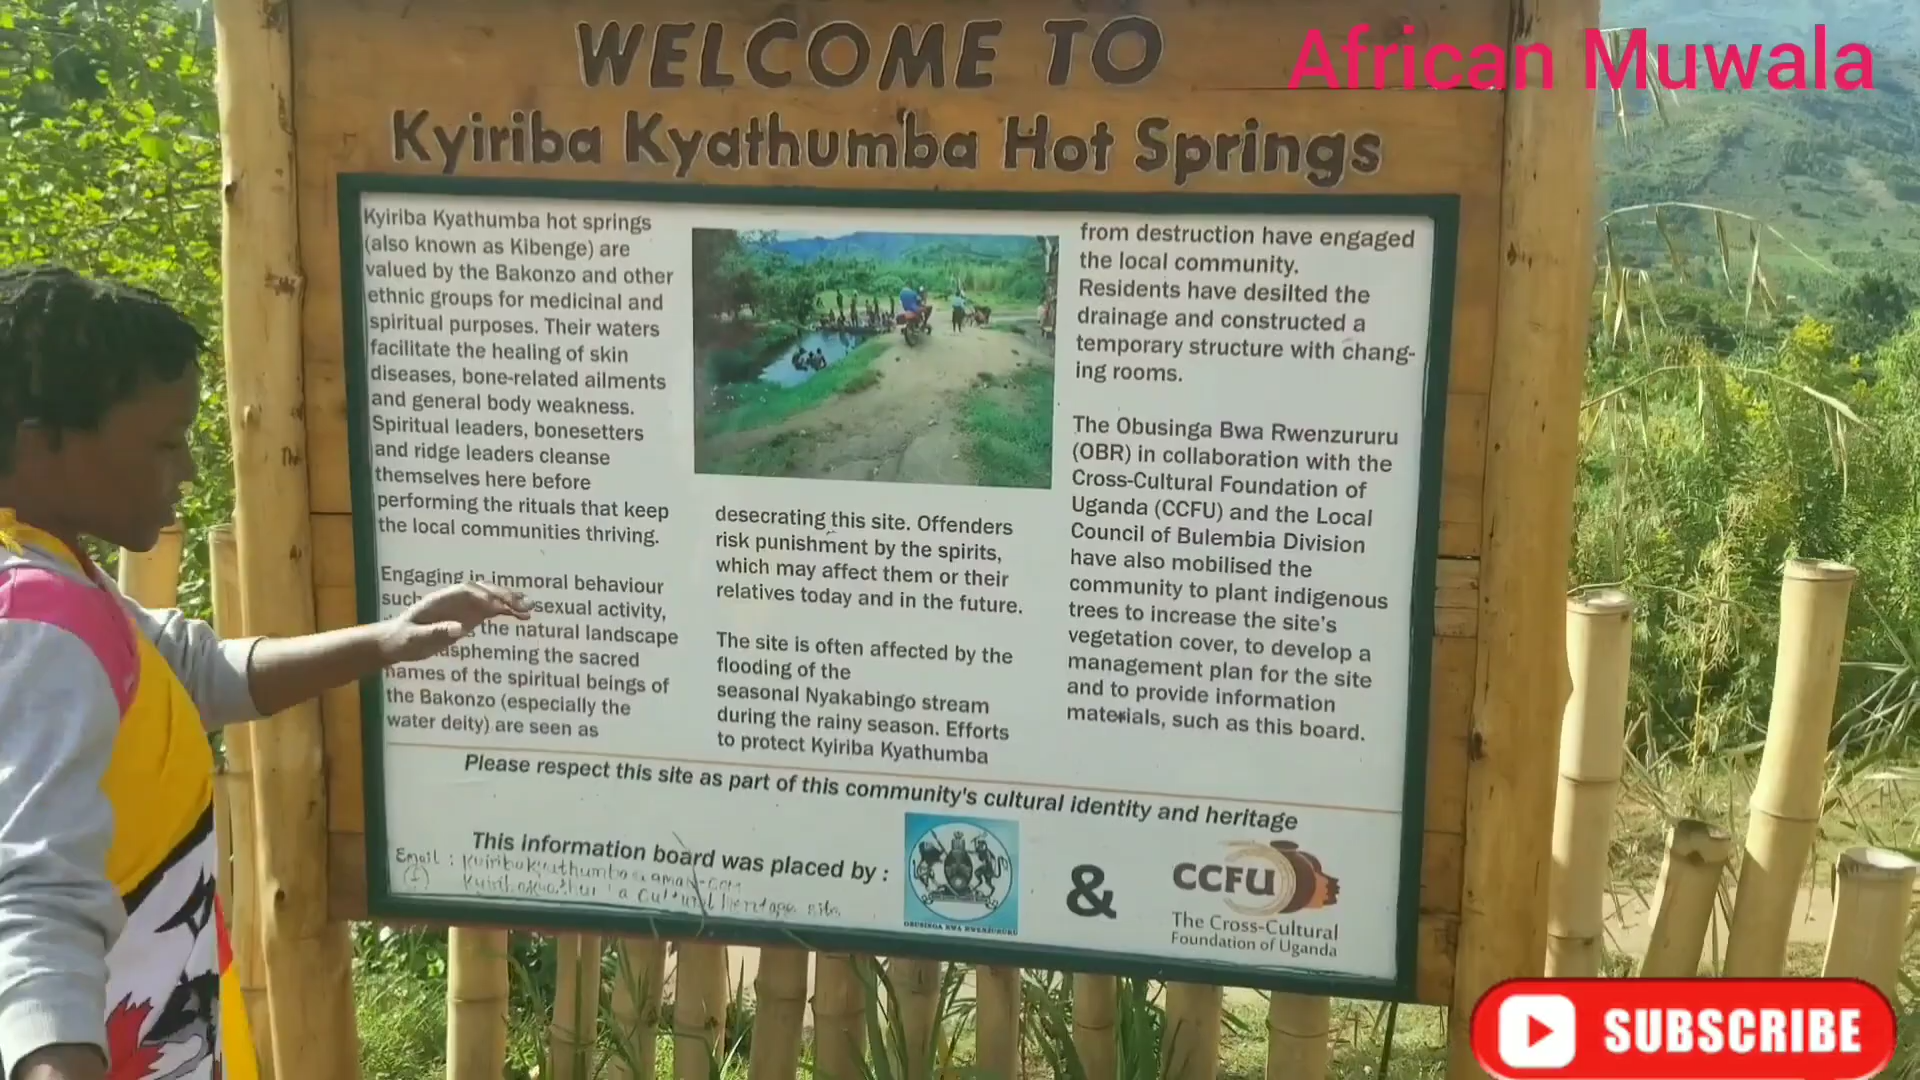 African Muwala
WELCOME TO
Kyiriba Kyathumba Hot Springs
Kyiriba Kyathumba hot springs
(also known as Kibenge) are
valued by the Bakonzo and other
ethnic groups for medicinal and
spiritual purposes. Their waters
facilitate the healing of skin
diseases, bone-related ailments
and general body weakness.
Spiritual leaders, bonesetters
and ridge leaders cleanse
themselves here before
performing the rituals that keep
the local communities thriving.
Engaging in immoral behaviour
sexual activity,
the natural landscape
the sacred
names of the spiritual beings of
the Bakonzo (especially the
water deity) are seen as
desecrating this site. Offenders
risk punishment by the spirits,
which may affect them or their
relatives today and in the future.
The site is often affected by the
flooding of the
seasonal Nyakabingo stream
during the rainy season. Efforts
to protect Kyiriba Kyathumba
from destruction have engaged
the local community.
Residents have desilted the
drainage and constructed a
temporary structure with chang-
ing rooms.
The Obusinga Bwa Rwenzururu
(OBR) in collaboration with the
Cross-Cultural Foundation of
Uganda (CCFU) and the Local
Council of Bulembia Division
have also mobilised the
community to plant indigenous
trees to increase the site's
vegetation cover, to develop a
management plan for the site
and to provide information
materials, such as this board.
Please respect this site as part of this community's cultural identity and heritage
This information board was placed by :
Email :
a Cultural heritage site
OBUSINGA BWA RWENZURURU
&
CCFU
The Cross-Cultural
Foundation of Uganda
SUBSCRIBE